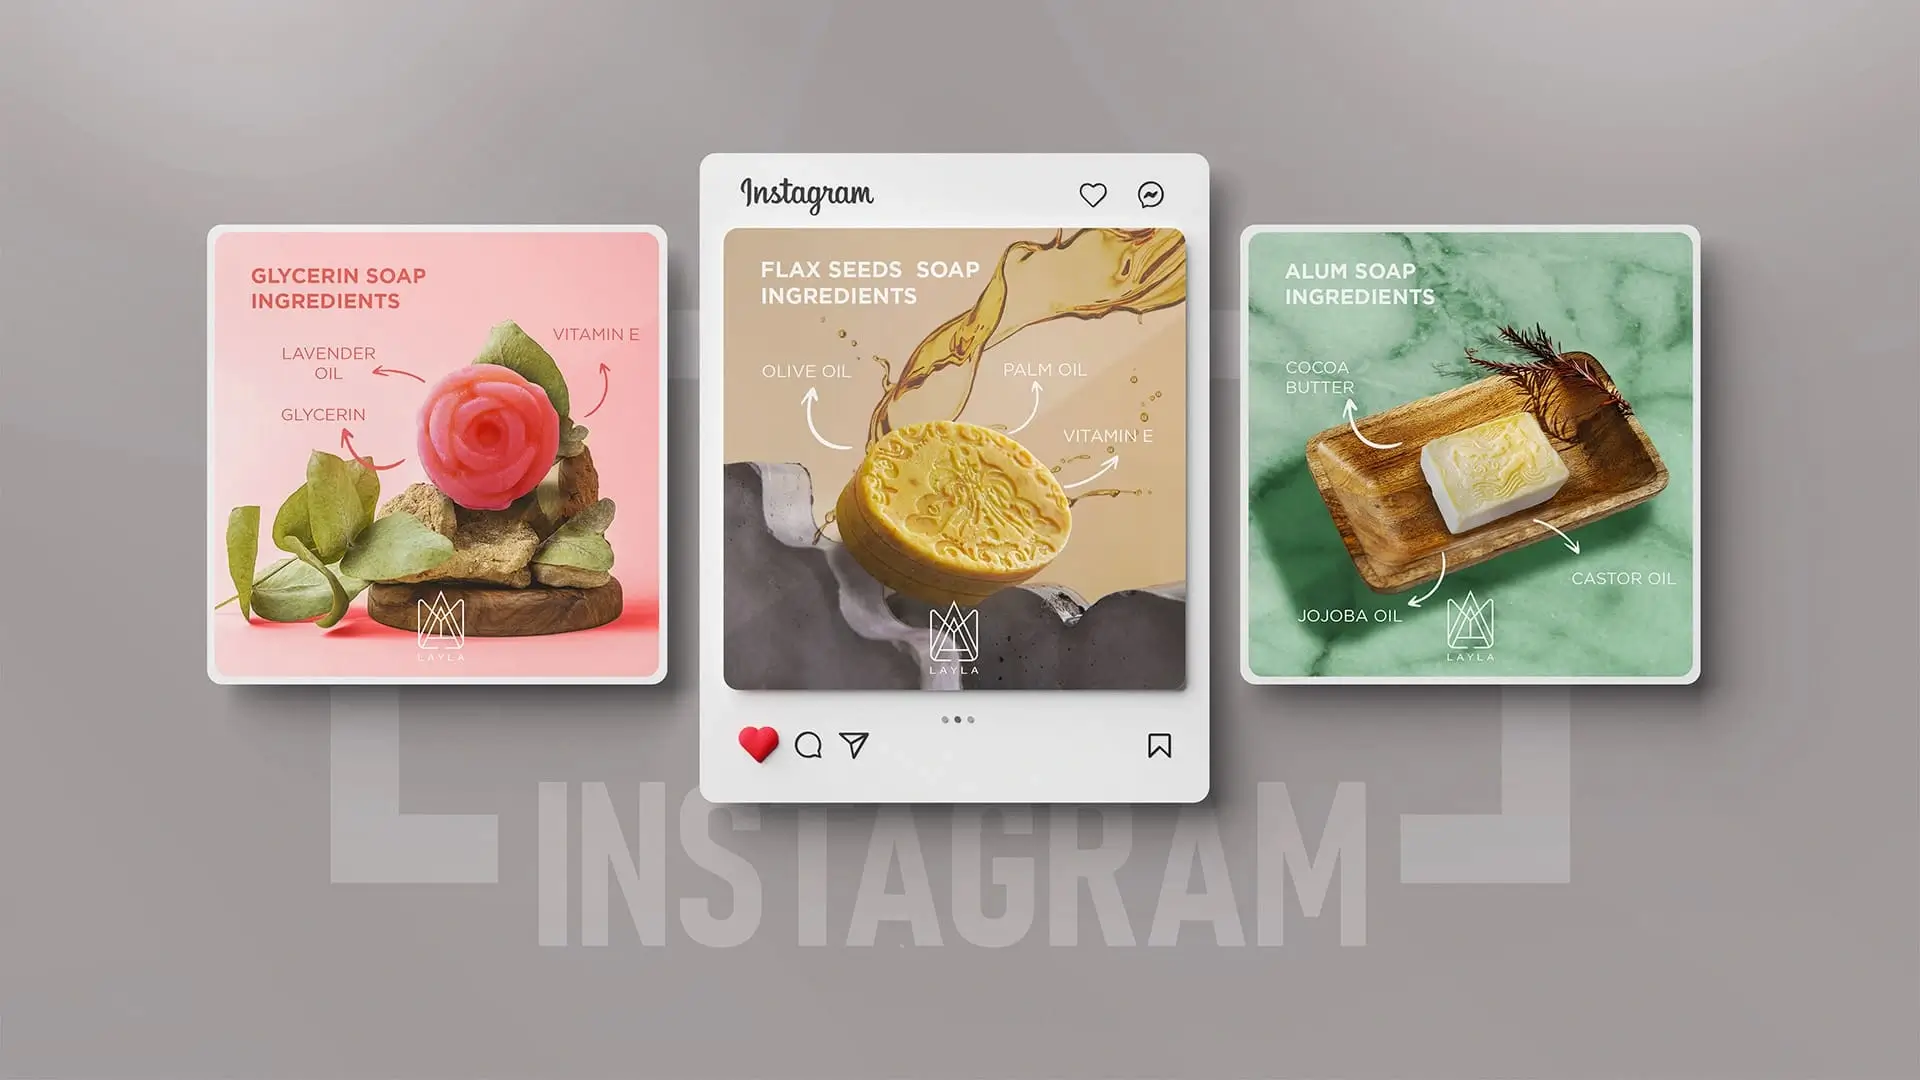 GLYCERIN SOAP
INGREDIENTS
VITAMIN E
LAVENDER
OIL
GLYCERIN
LAYLA
Instagram
FLAX SEEDS  SOAP
INGREDIENTS
OLIVE OIL
PALM OIL
VITAMIN E
LAYLA
ALUM SOAP
INGREDIENTS
COCOA
BUTTER
CASTOR OIL
JOJOBA OIL
LAYLA
INSTAGRAM